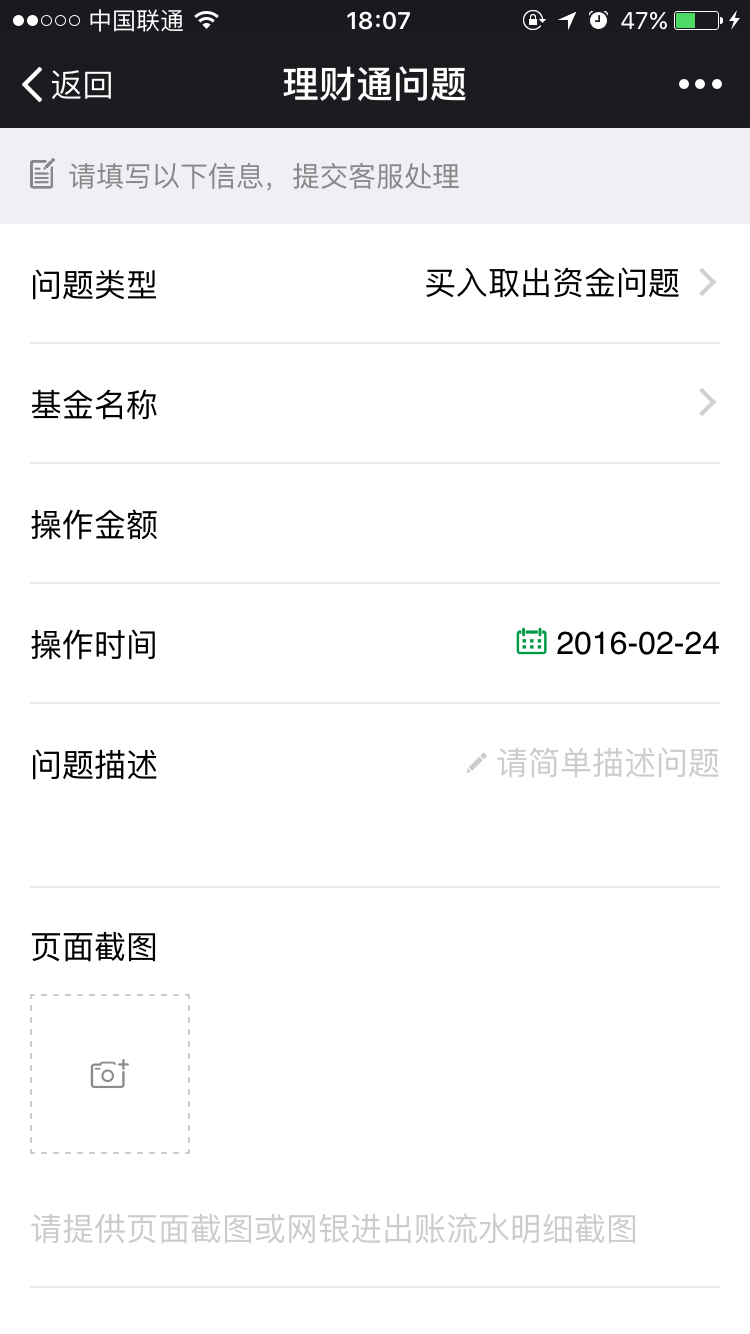 中国联通 18:07 47%
返回 理财通问题
请填写以下信息，提交客服处理
问题类型 买入取出资金问题
基金名称
操作金额
操作时间 2016-02-24
问题描述 请简单描述问题
页面截图
请提供页面截图或网银进出账流水明细截图